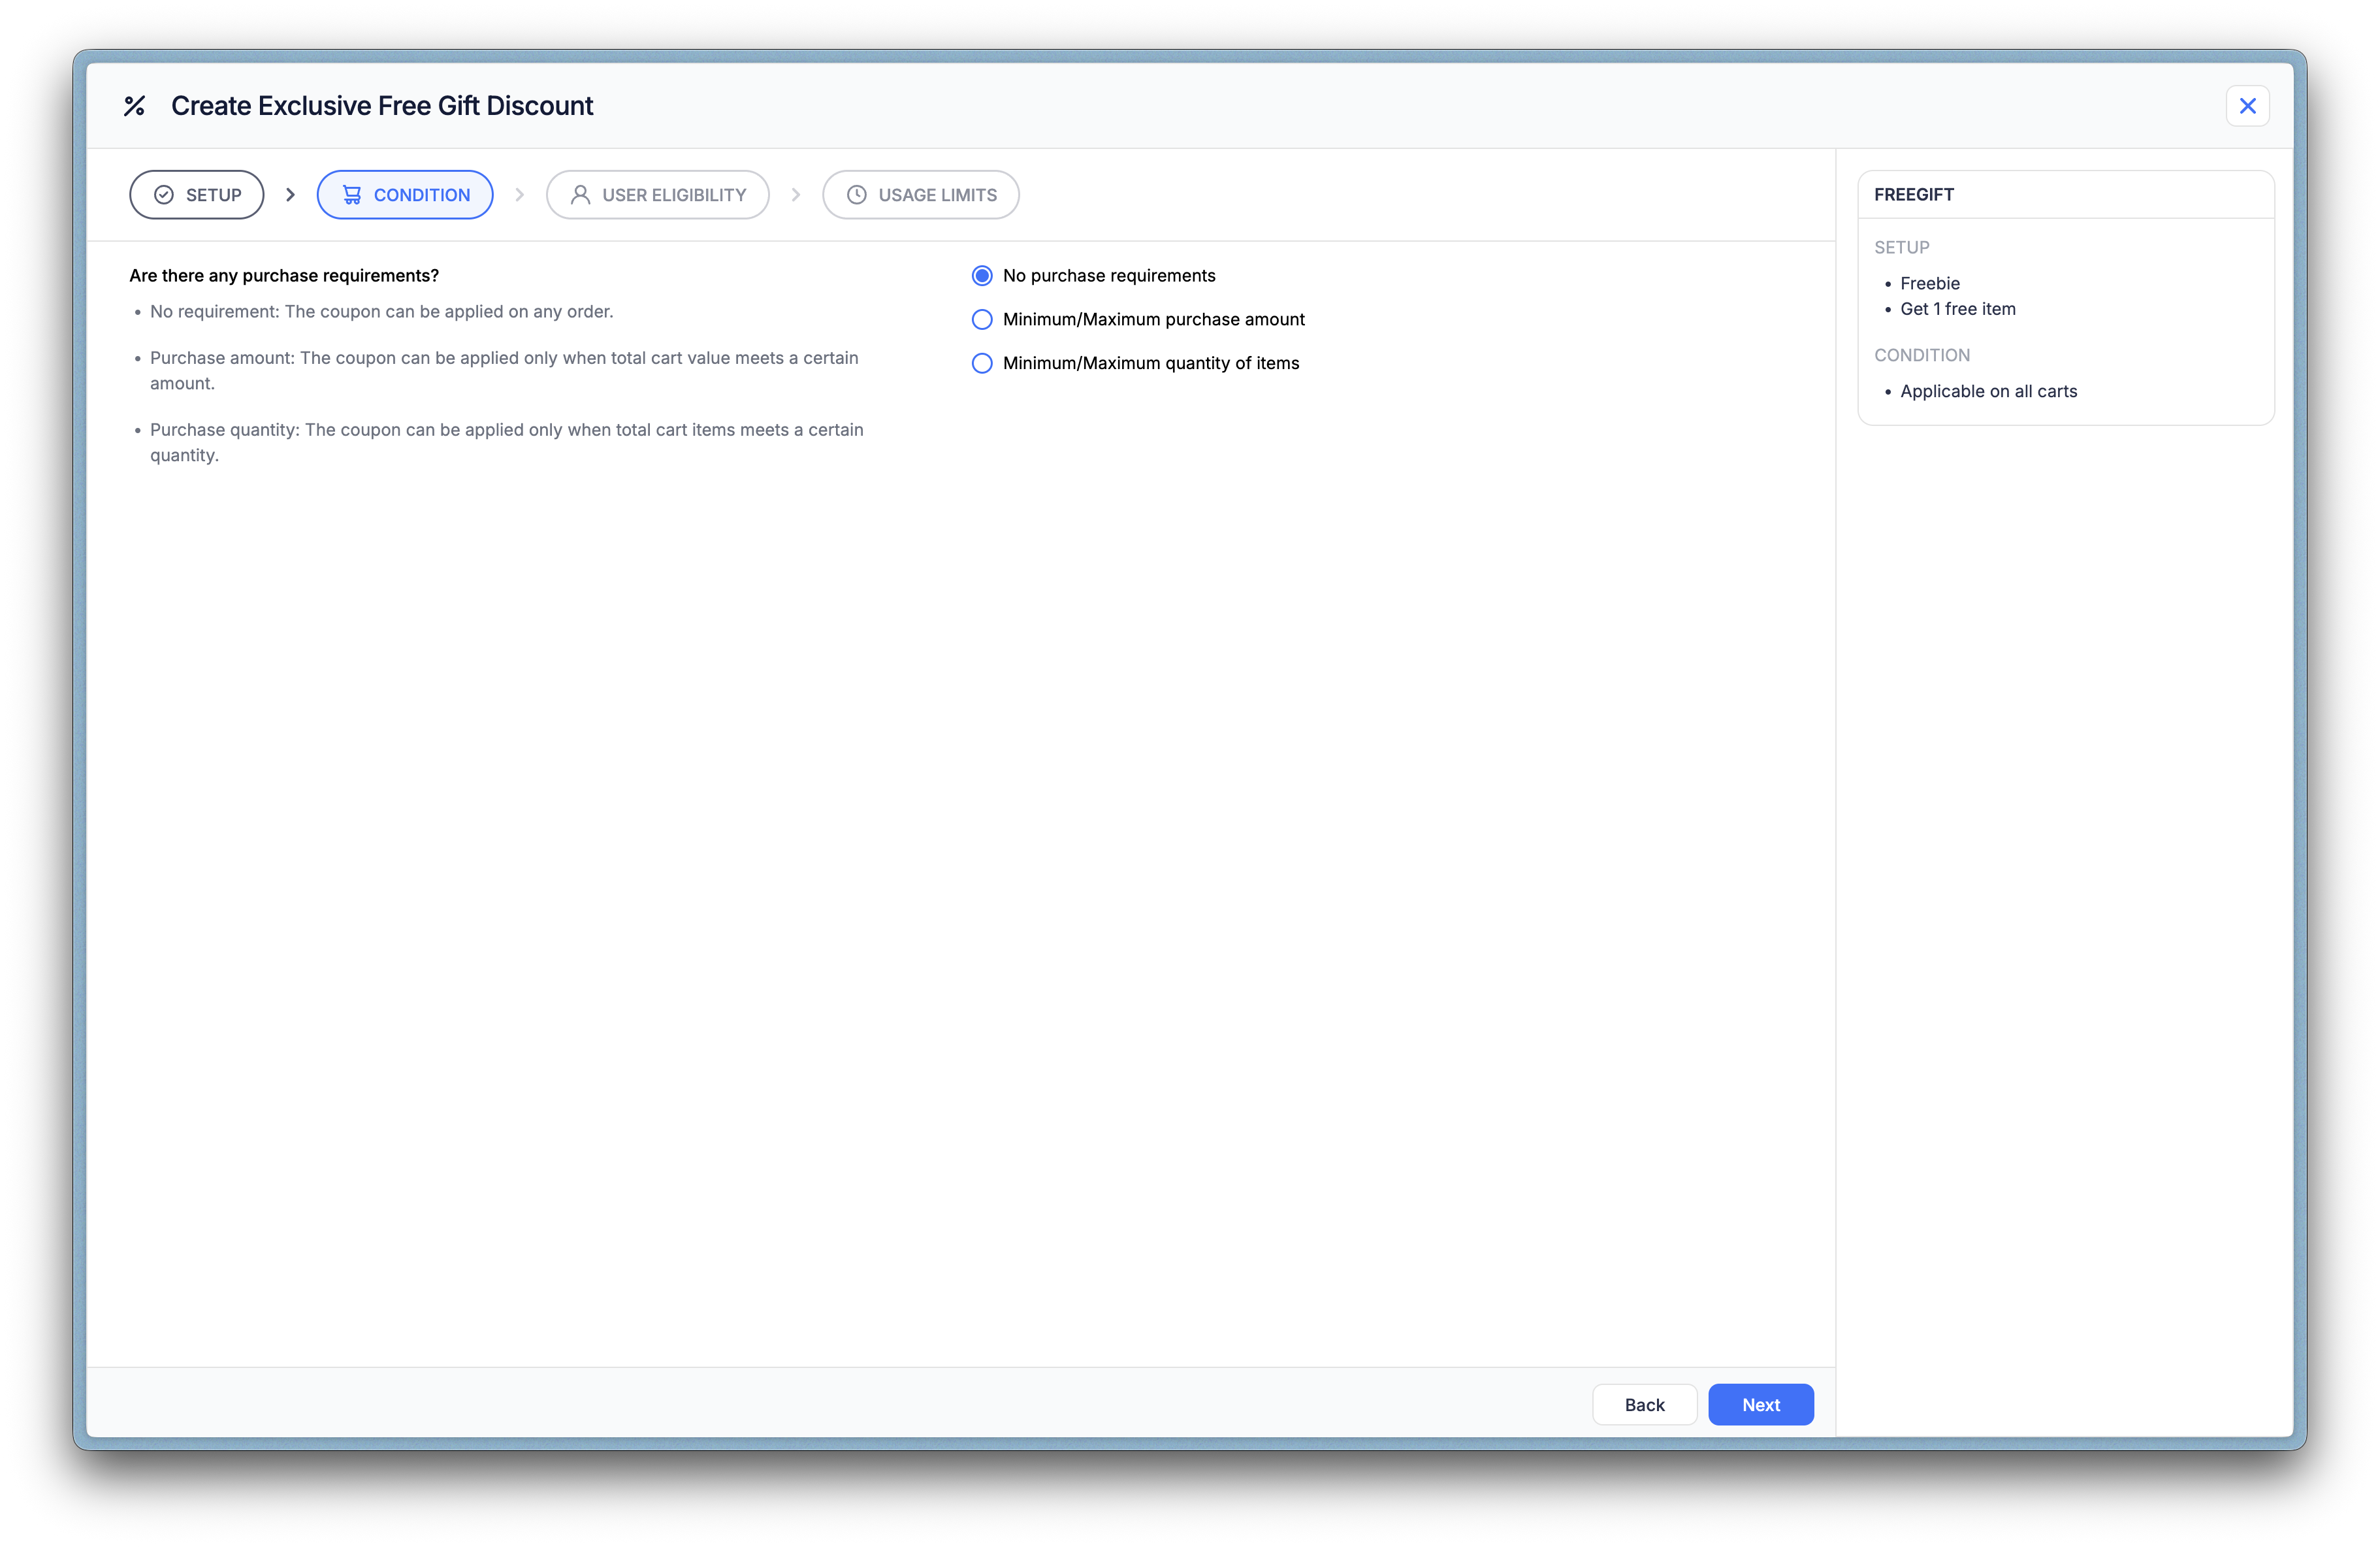 Create Exclusive Free Gift Discount
SETUP
CONDITION
USER ELIGIBILITY
USAGE LIMITS
Are there any purchase requirements?
• No requirement: The coupon can be applied on any order.
• Purchase amount: The coupon can be applied only when total cart value meets a certain
amount.
• Purchase quantity: The coupon can be applied only when total cart items meets a certain
quantity.
No purchase requirements
Minimum/Maximum purchase amount
Minimum/Maximum quantity of items
FREEGIFT
SETUP
• Freebie
• Get 1 free item
CONDITION
• Applicable on all carts
Back
Next